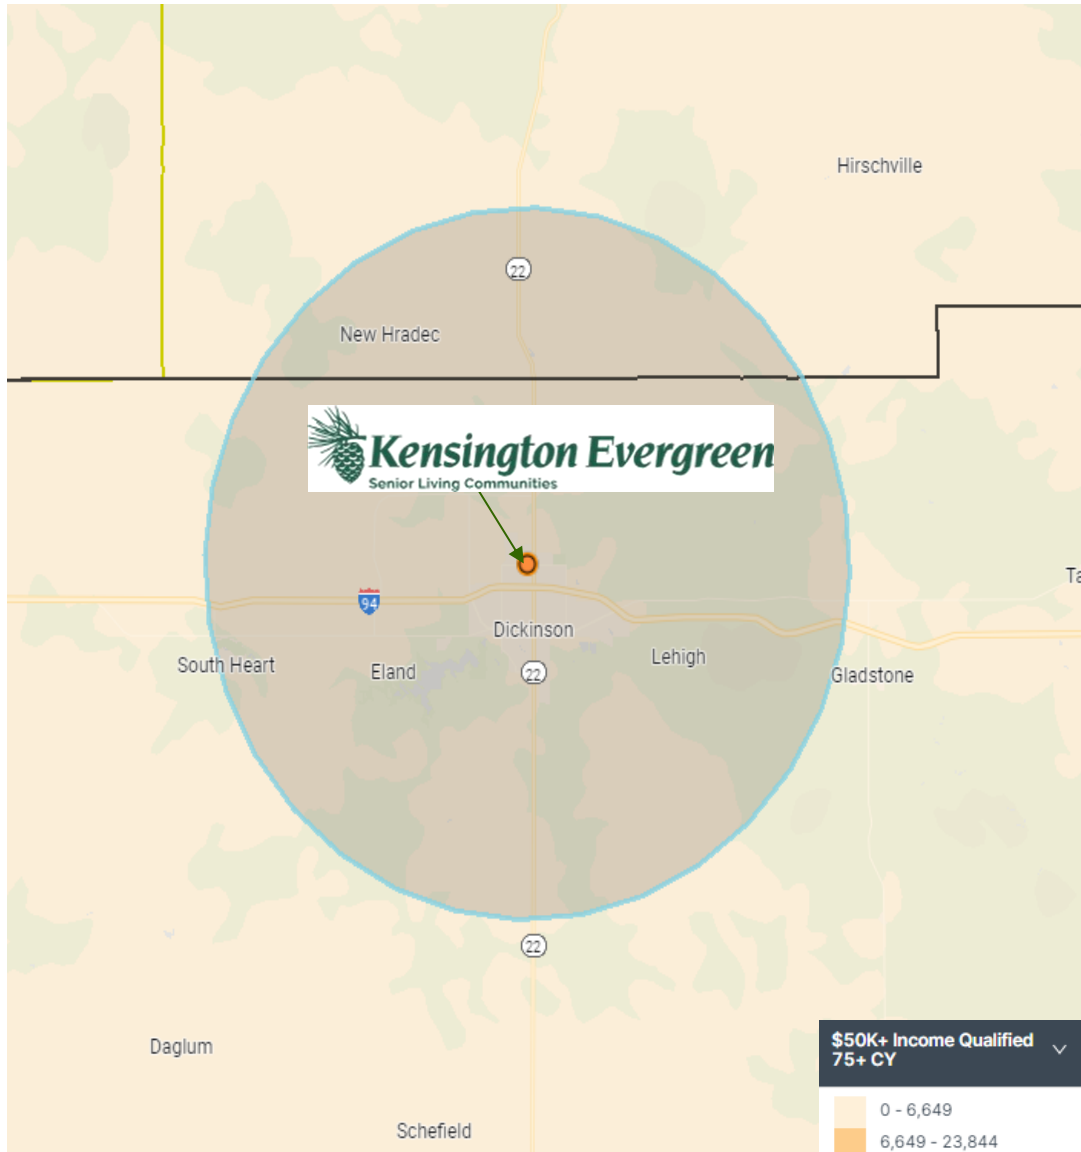 Hirschville
22
New Hradec
Kensington Evergreen
Senior Living Communities
94
Dickinson
South Heart
Eland
22
Lehigh
Gladstone
22
Daglum
Schefield
$50K+ Income Qualified
75+ CY
0 - 6,649
6,649 - 23,844